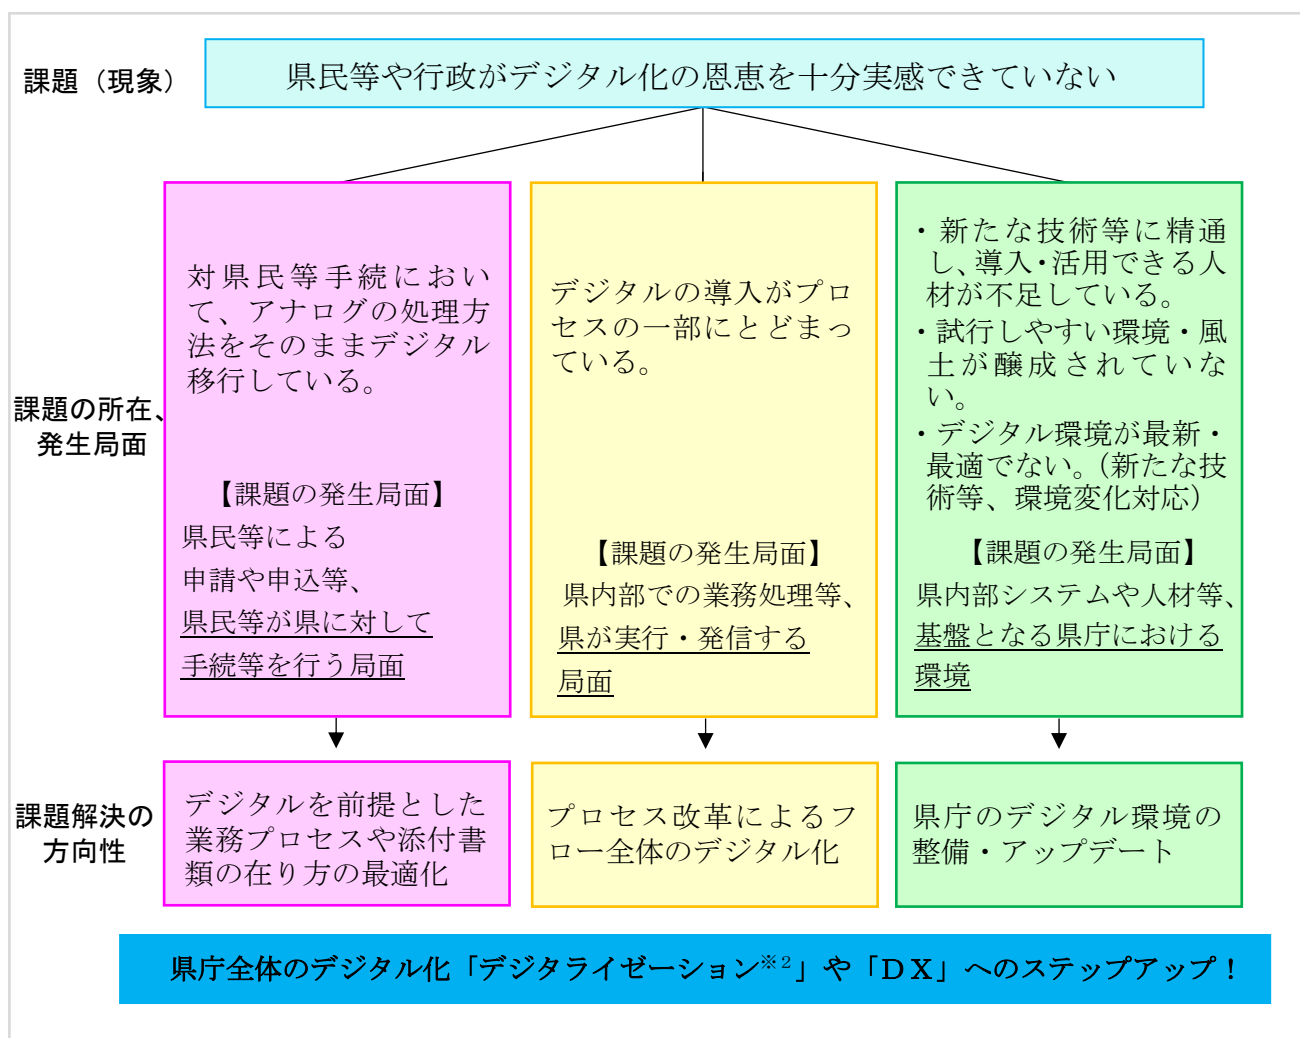 課題（現象）
県民等や行政がデジタル化の恩恵を十分実感できていない
課題の所在、
発生局面
対県民等手続におい
て、アナログの処理方
法をそのままデジタル
移行している。
【課題の発生局面】
県民等による
申請や申込等、
県民等が県に対して
手続等を行う局面
デジタルの導入がプロ
セスの一部にとどまっ
ている。
【課題の発生局面】
県内部での業務処理等、
県が実行・発信する
局面
・新たな技術等に精通
し、導入・活用できる人
材が不足している。
・試行しやすい環境・風
土が醸成されていな
い。
・デジタル環境が最新・
最適でない。（新たな技
術等、環境変化対応）
【課題の発生局面】
県内部システムや人材等、
基盤となる県庁における
環境
課題解決の
方向性
デジタルを前提とした
業務プロセスや添付書
類の在り方の最適化
プロセス改革によるフ
ロー全体のデジタル化
県庁のデジタル環境の
整備・アップデート
県庁全体のデジタル化「デジタライゼーション※２」や「ＤＸ」へのステップアップ！